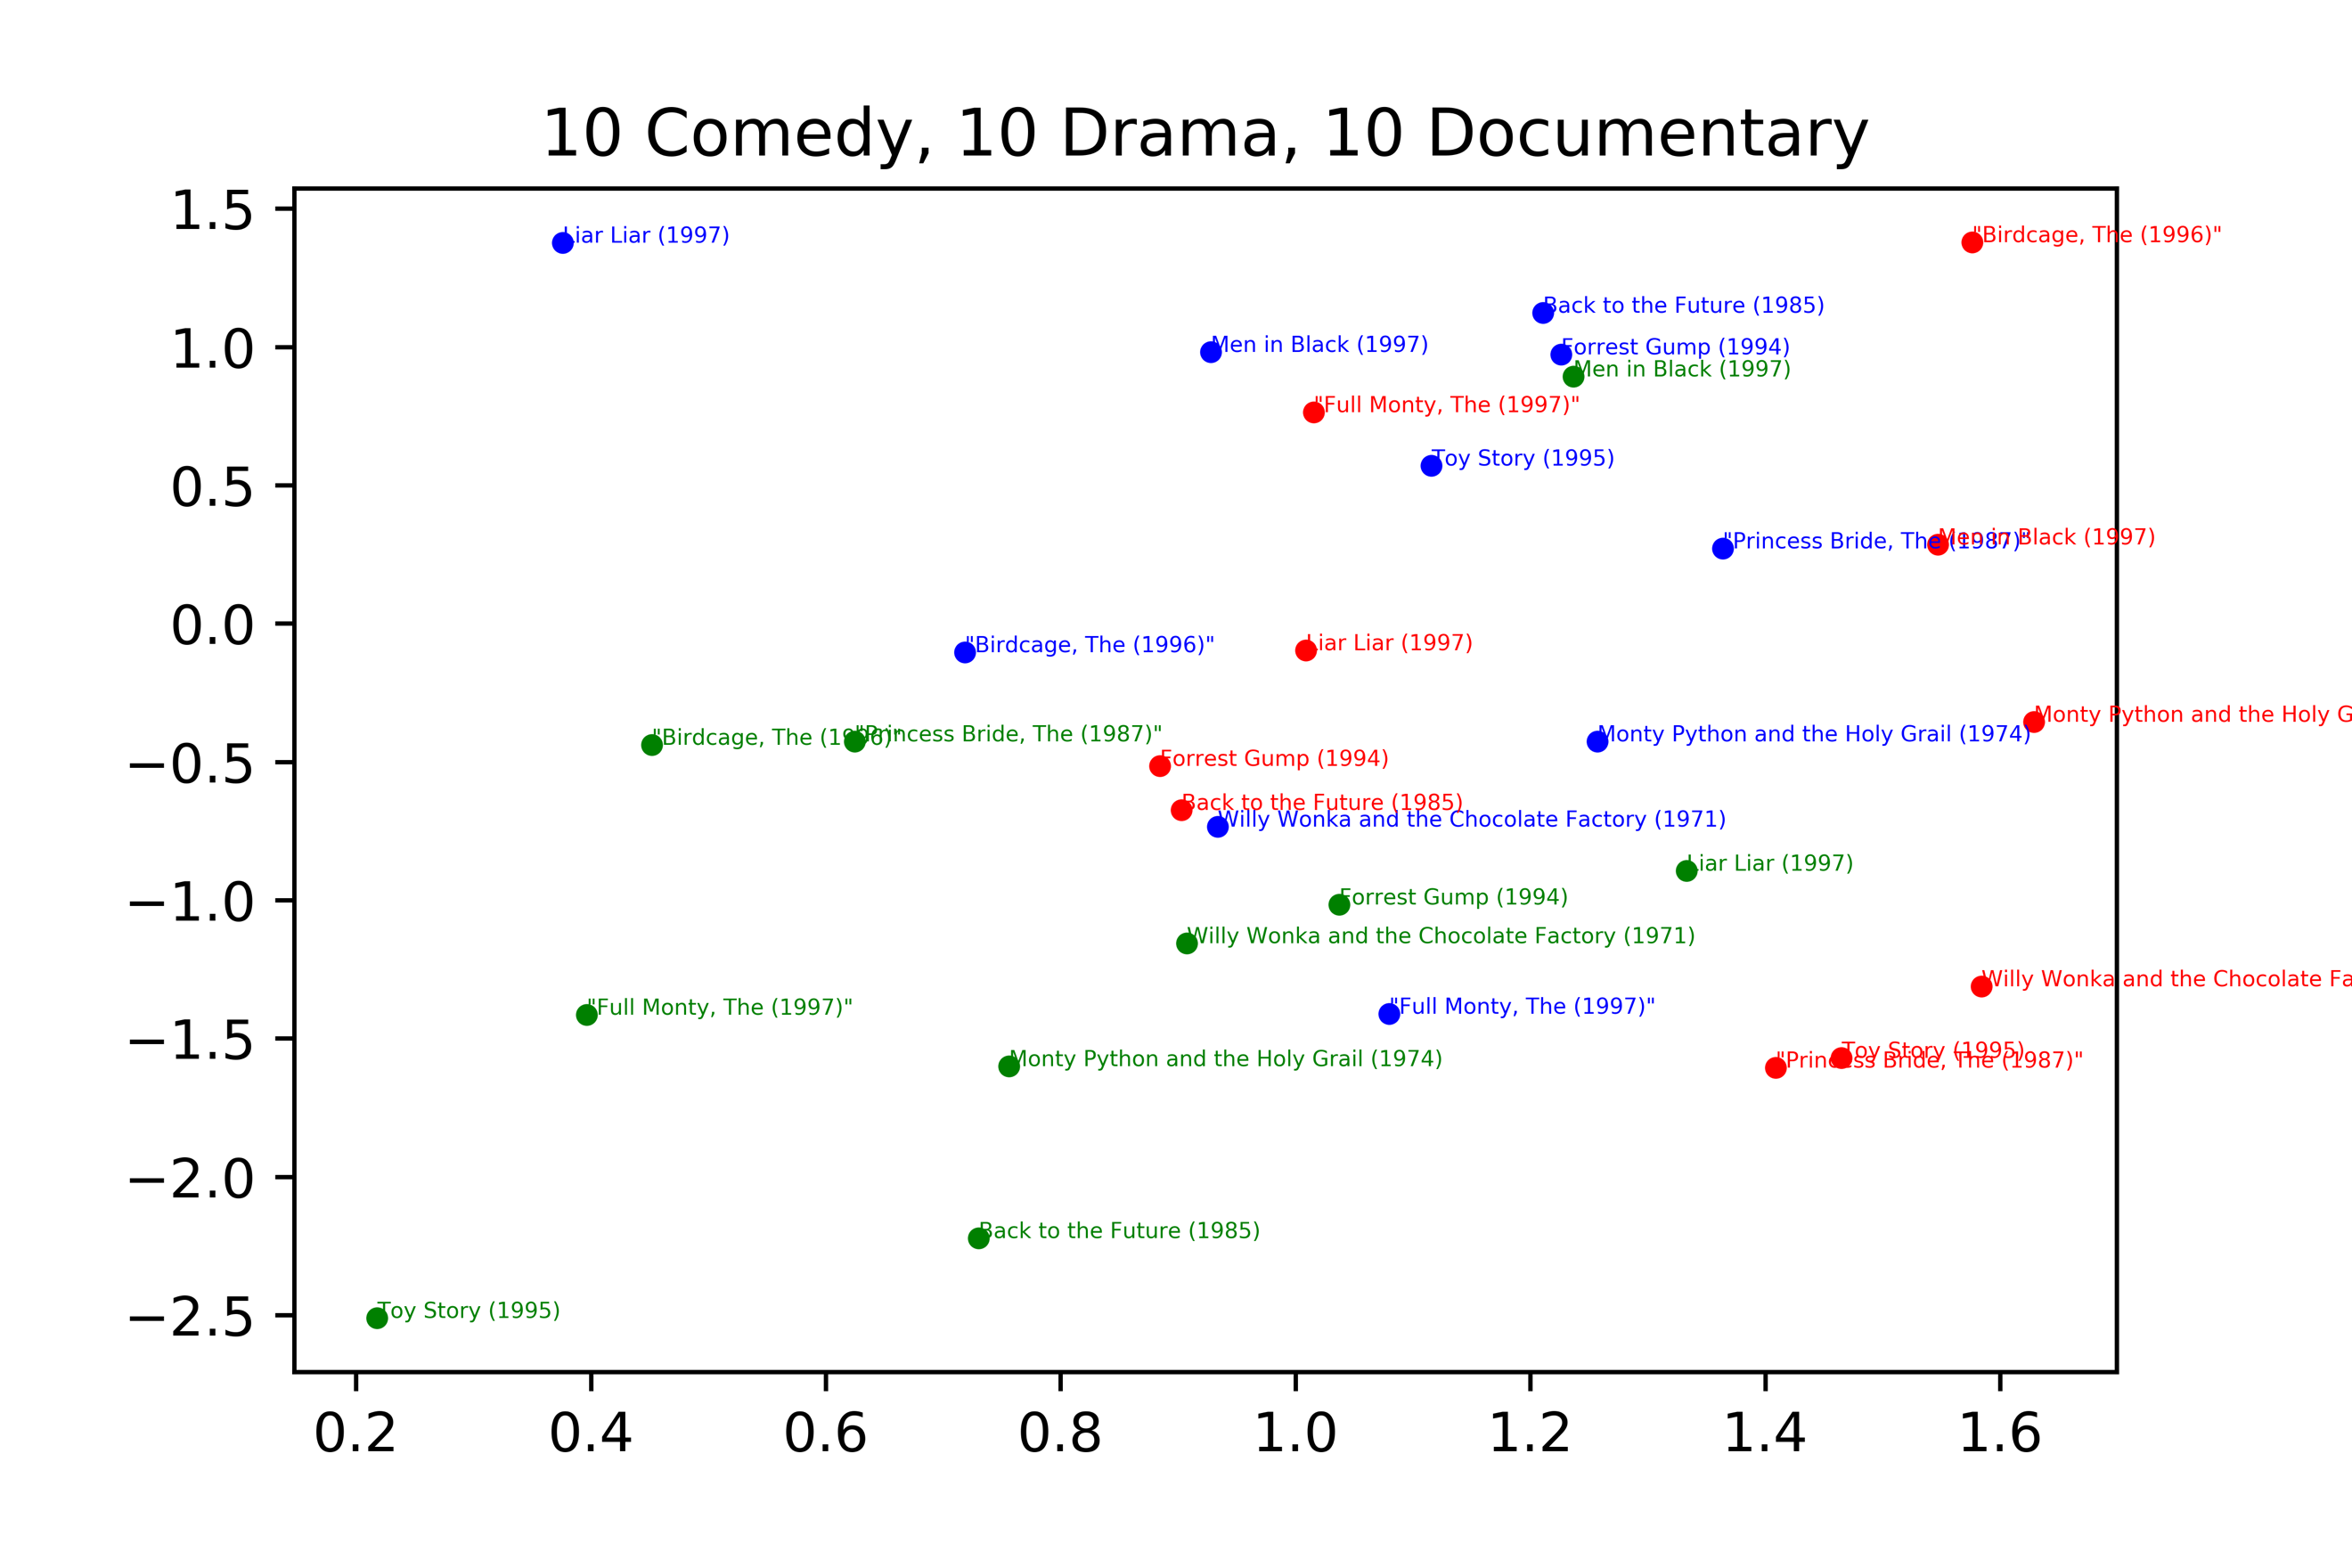 10 Comedy, 10 Drama, 10 Documentary
1.5
Liar Liar (1997)
"Birdcage, The (1996)"
Back to the Future (1985)
1.0
Men in Black (1997)
Forrest Gump (1994)
Men in Black (1997)
"Full Monty, The (1997)"
0.5
Toy Story (1995)
"Princess Bride, The (1987)"
Men in Black (1997)
0.0
"Birdcage, The (1996)"
Liar Liar (1997)
Monty Python and the Holy G
"Birdcage, The (1996)"
"Princess Bride, The (1987)"
Monty Python and the Holy Grail (1974)
−0.5
Forrest Gump (1994)
Back to the Future (1985)
Willy Wonka and the Chocolate Factory (1971)
Liar Liar (1997)
−1.0
Forrest Gump (1994)
Willy Wonka and the Chocolate Factory (1971)
Willy Wonka and the Chocolate Fa
"Full Monty, The (1997)"
"Full Monty, The (1997)"
−1.5
Toy Story (1995)
Monty Python and the Holy Grail (1974)
"Princess Bride, The (1987)"
−2.0
Back to the Future (1985)
−2.5
Toy Story (1995)
0.2 0.4 0.6 0.8 1.0 1.2 1.4 1.6